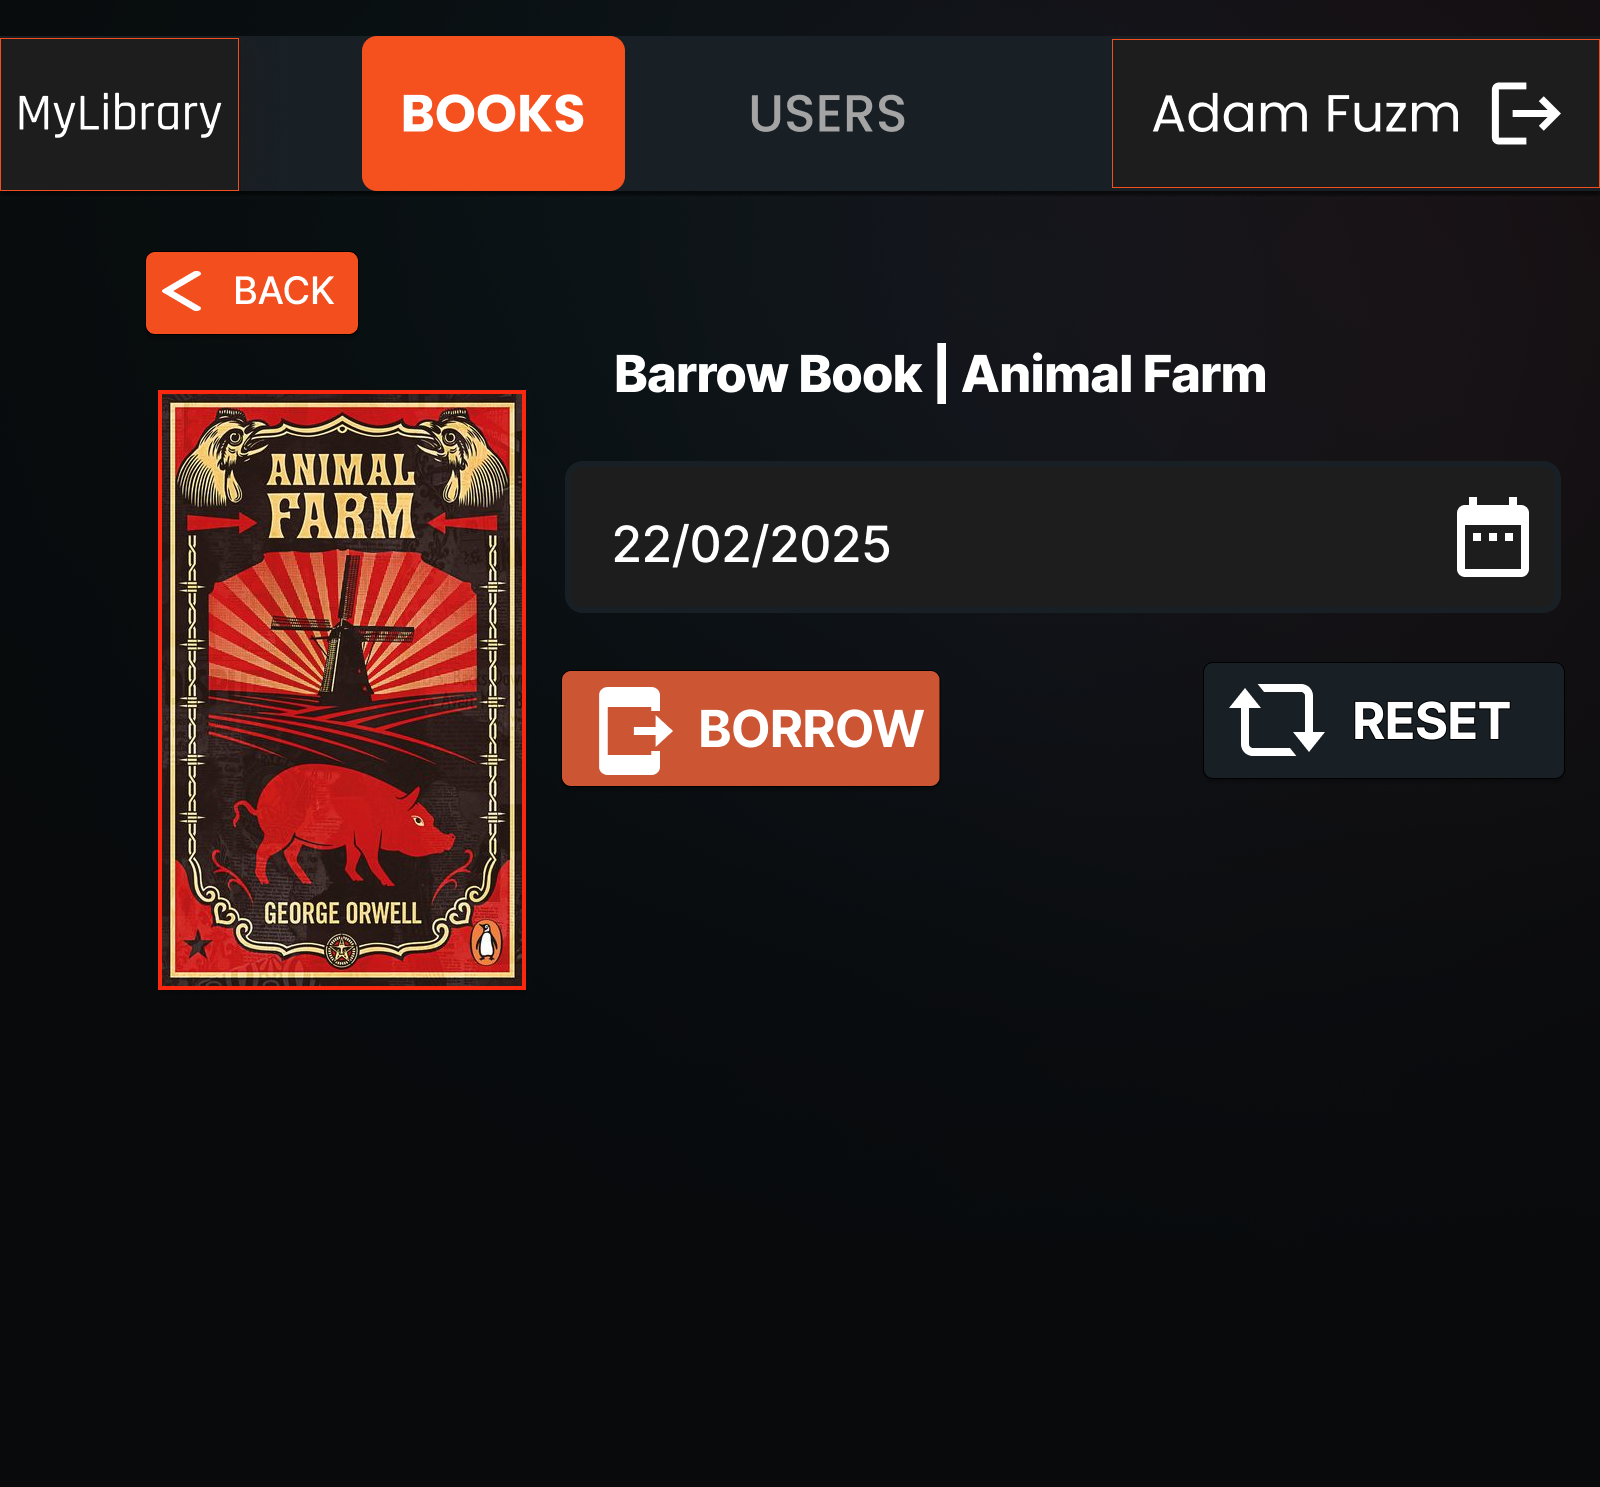 MyLibrary
BOOKS
USERS
Adam Fuzm
BACK
Barrow Book | Animal Farm
ANIMAL
FARM
GEORGE ORWELL
22/02/2025
BORROW
RESET